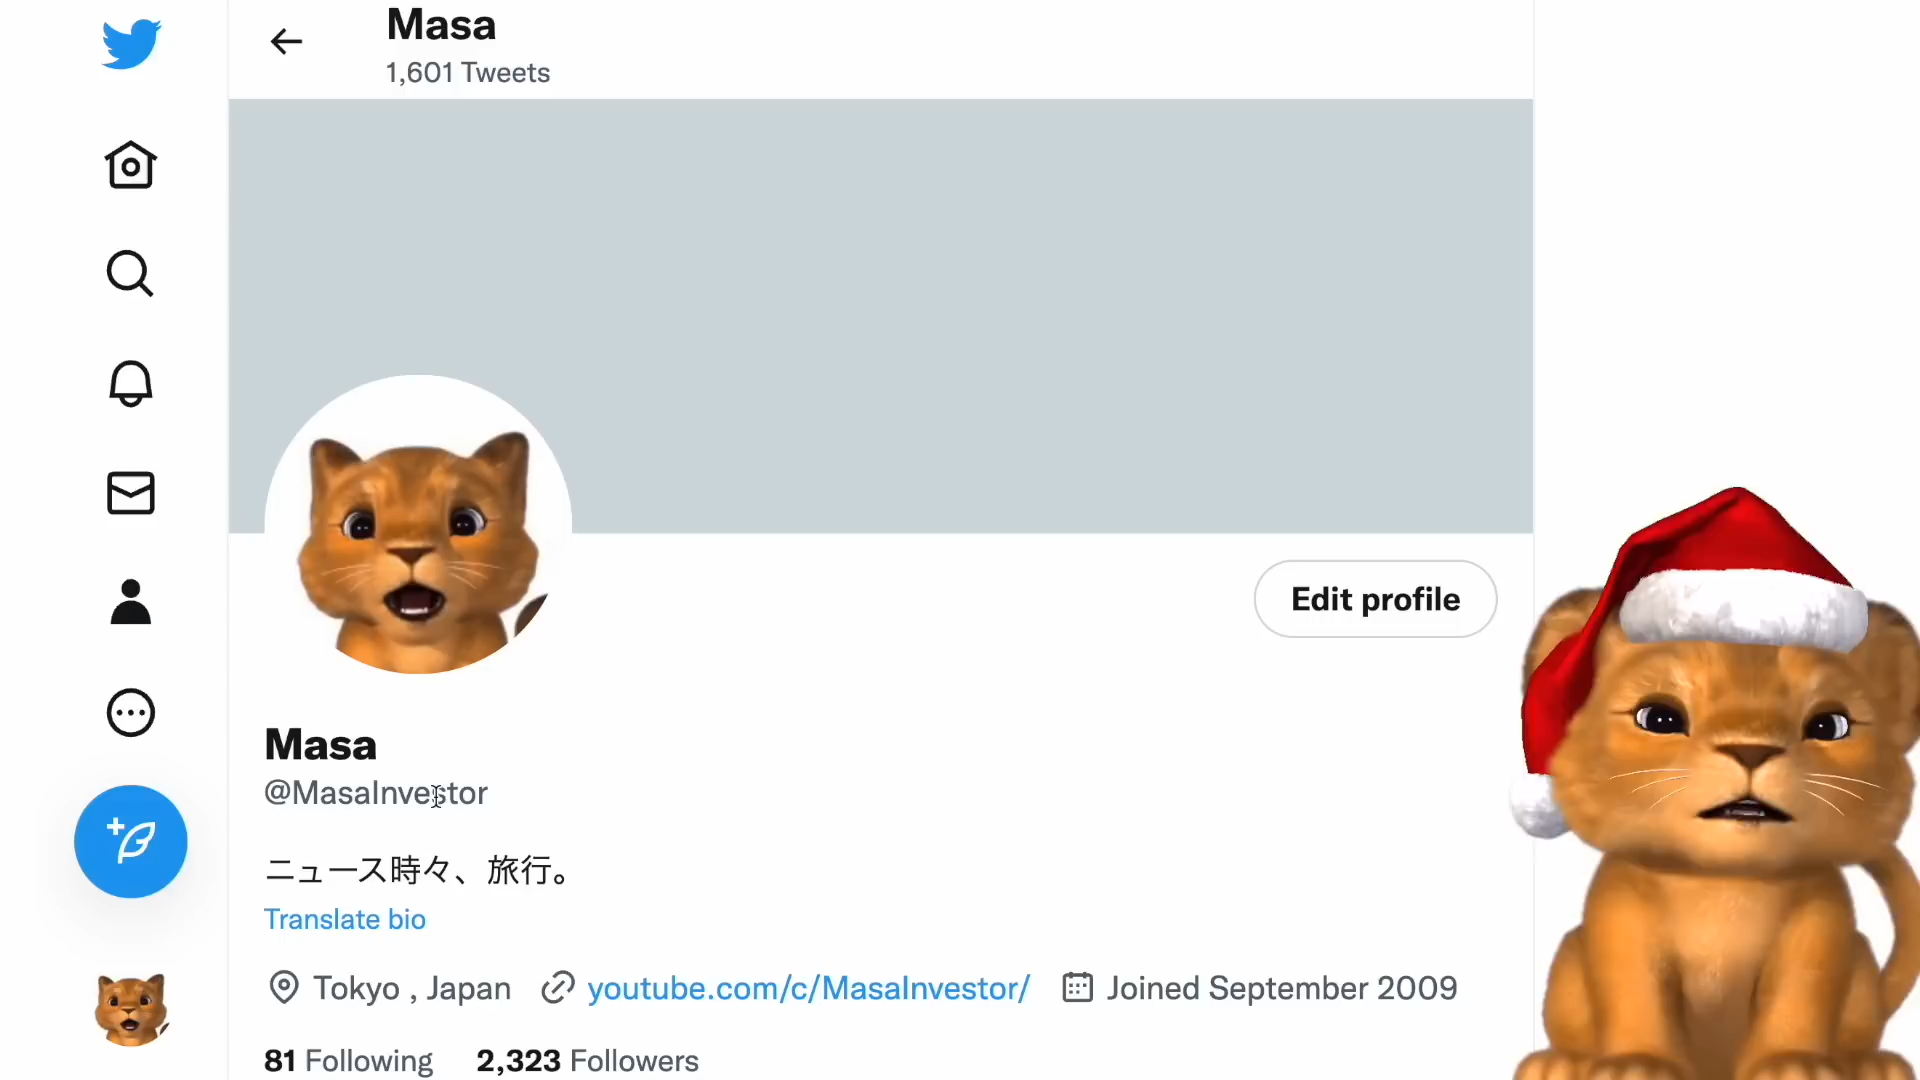 Masa
1,601 Tweets
Edit profile
Masa
@MasaInvestor
ニュース時々、旅行。
Translate bio
Tokyo , Japan youtube.com/c/MasaInvestor/ Joined September 2009
81 Following 2,323 Followers